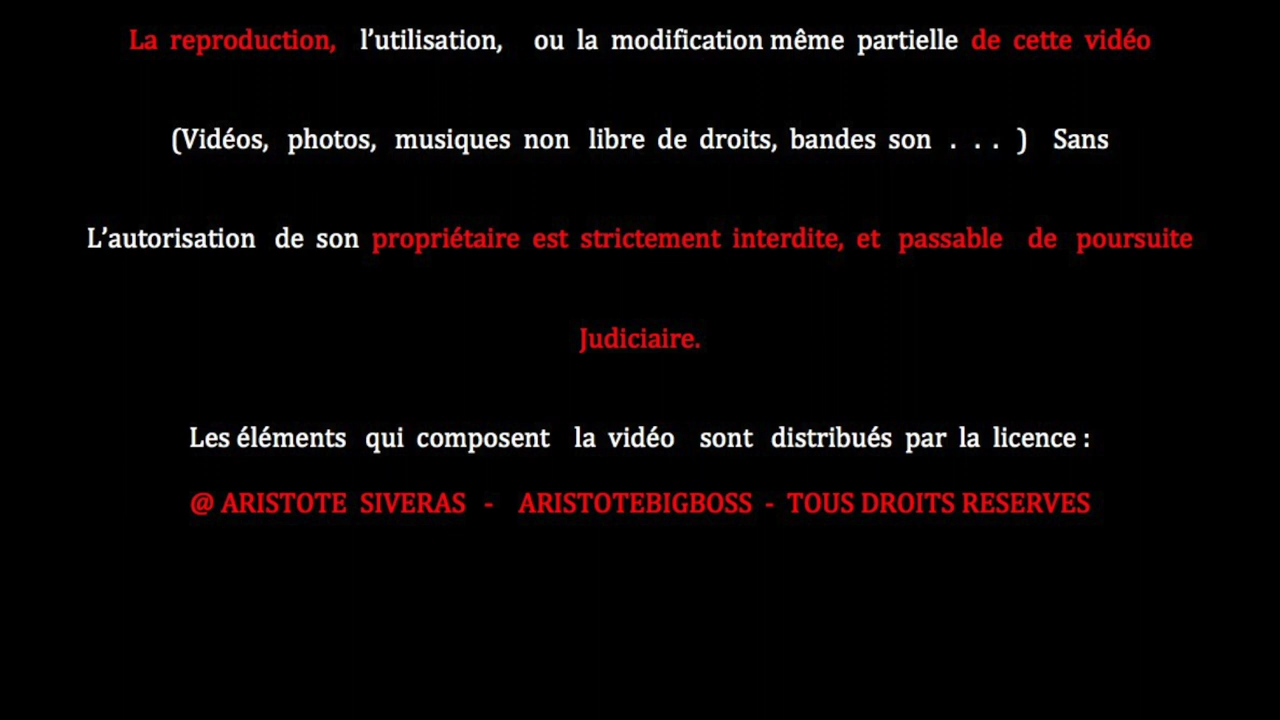 La reproduction, l’utilisation, ou la modification même partielle de cette vidéo
(Vidéos, photos, musiques non libre de droits, bandes son . . . ) Sans
L’autorisation de son propriétaire est strictement interdite, et passable de poursuite
Judiciaire.
Les éléments qui composent la vidéo sont distribués par la licence :
@ ARISTOTE SIVERAS - ARISTOTEBIGBOSS - TOUS DROITS RESERVES